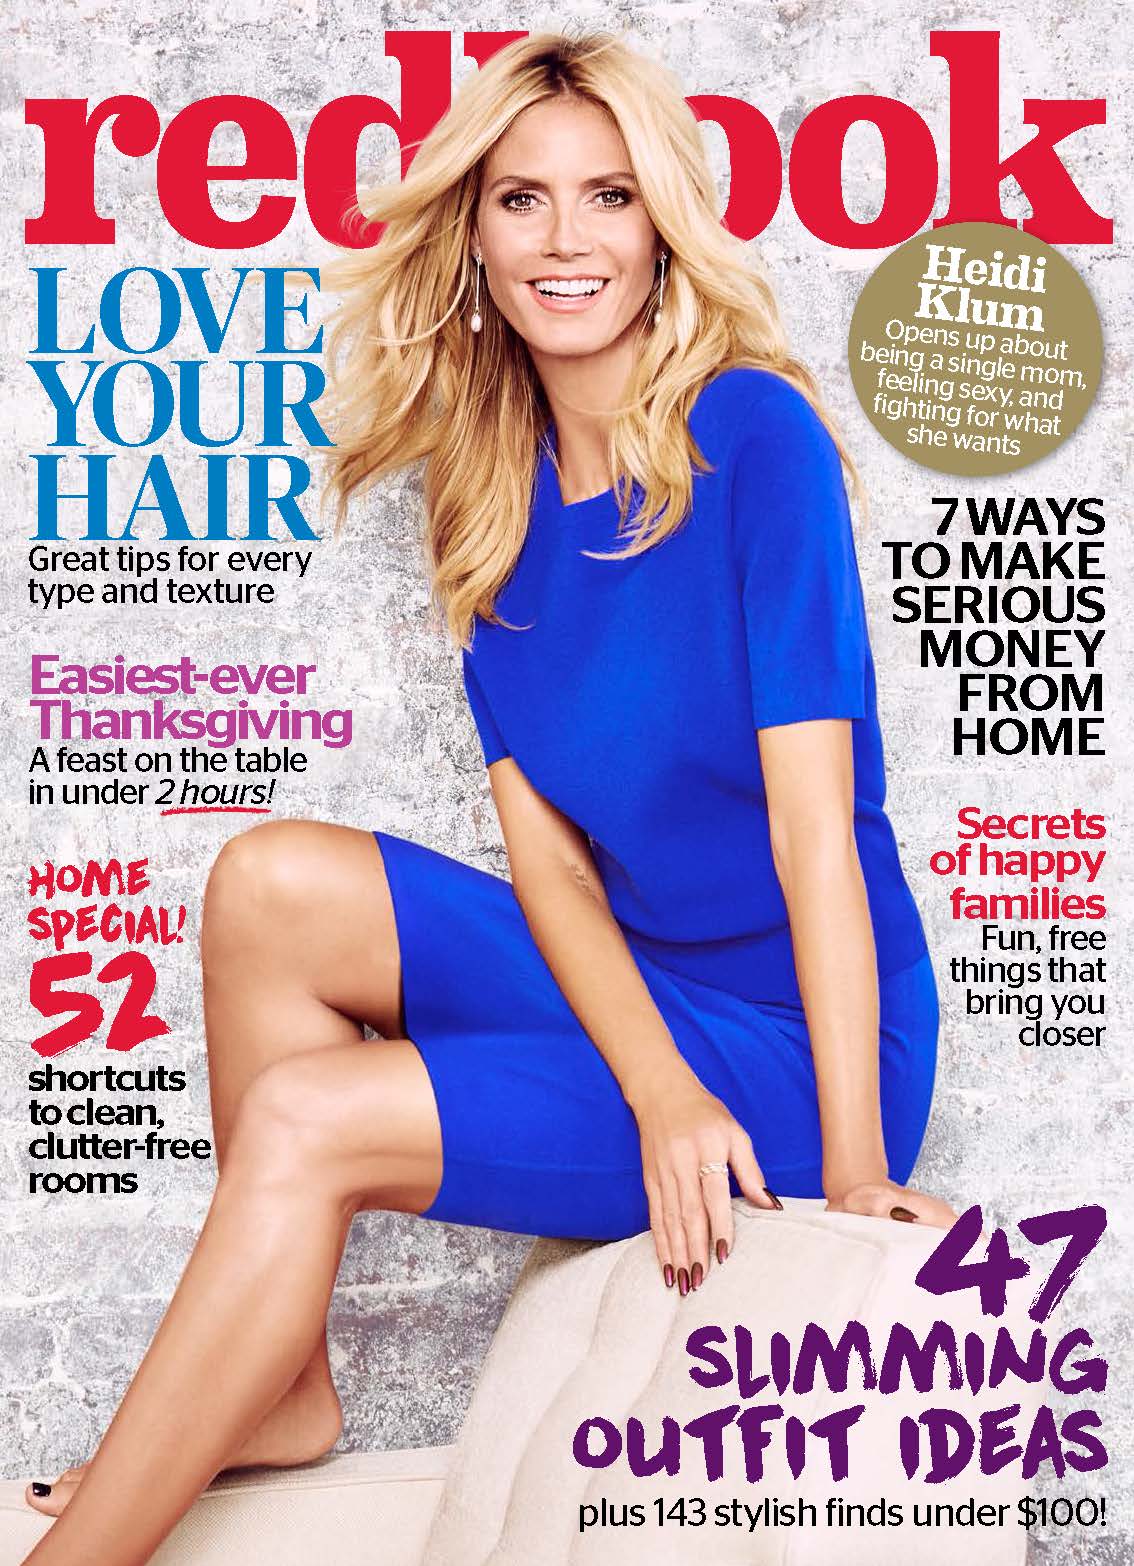 redbook
LOVE
YOUR
HAIR
Great tips for every
type and texture
Easiest-ever
Thanksgiving
A feast on the table
in under 2 hours!
HOME
SPECIAL!
52
shortcuts
to clean,
clutter-free
rooms
Heidi
Klum
Opens up about
being a single mom,
feeling sexy, and
fighting for what
she wants
7 WAYS
TO MAKE
SERIOUS
MONEY
FROM
HOME
Secrets
of happy
families
Fun, free
things that
bring you
closer
47
SLIMMING
OUTFIT IDEAS
plus 143 stylish finds under $100!